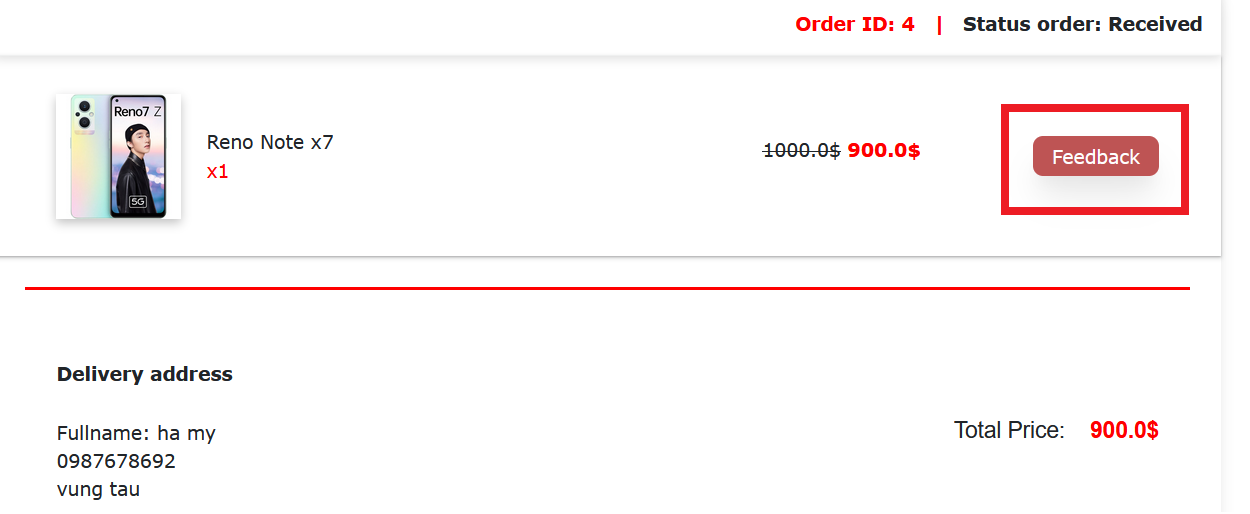 Order ID: 4 | Status order: Received
Reno7 Z
5G
Reno Note x7
x1
1000.0$ 900.0$
Feedback
Delivery address
Fullname: ha my
0987678692
vung tau
Total Price: 900.0$